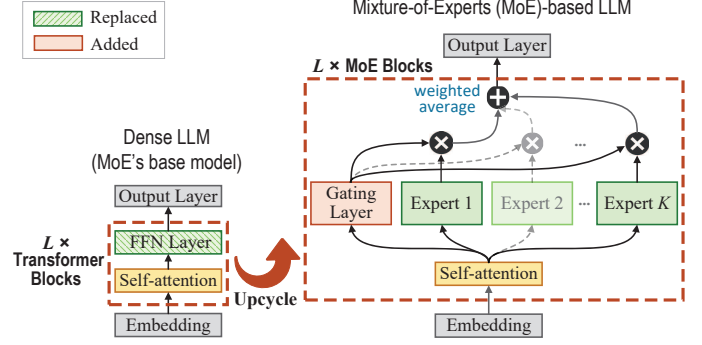 Replaced
Added
Mixture-of-Experts (MoE)-based LLM
Output Layer
L × MoE Blocks
weighted
average
+
×
×
...
×
Gating
Layer
Expert 1
Expert 2
...
Expert K
Self-attention
Embedding
Dense LLM
(MoE's base model)
Output Layer
L ×
Transformer
Blocks
FFN Layer
Self-attention
Embedding
Upcycle